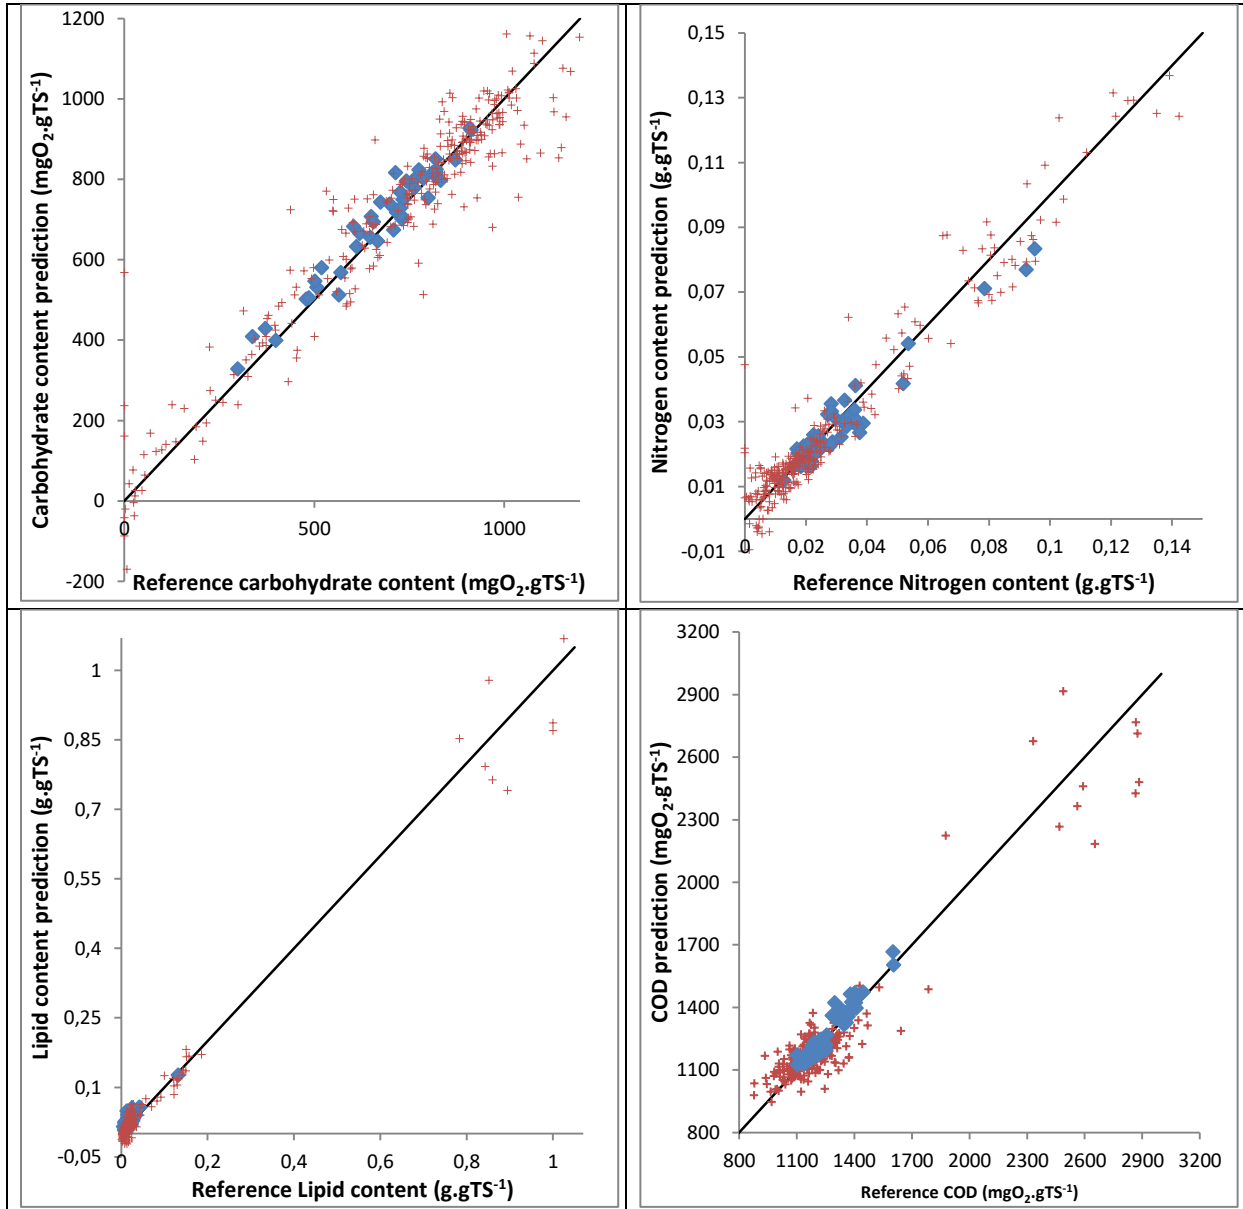 Carbohydrate content prediction (mgO₂.gTS⁻¹)
1200
1000
800
600
400
200
0
-200
0 500 1000
Reference carbohydrate content (mgO₂.gTS⁻¹)
Nitrogen content prediction (g.gTS⁻¹)
0,15
0,13
0,11
0,09
0,07
0,05
0,03
0,01
-0,01
0 0,02 0,04 0,06 0,08 0,1 0,12 0,14
Reference Nitrogen content (g.gTS⁻¹)
Lipid content prediction (g.gTS⁻¹)
1
0,85
0,7
0,55
0,4
0,25
0,1
-0,05
0 0,2 0,4 0,6 0,8 1
Reference Lipid content (g.gTS⁻¹)
COD prediction (mgO₂.gTS⁻¹)
3200
2900
2600
2300
2000
1700
1400
1100
800
800 1100 1400 1700 2000 2300 2600 2900 3200
Reference COD (mgO₂.gTS⁻¹)